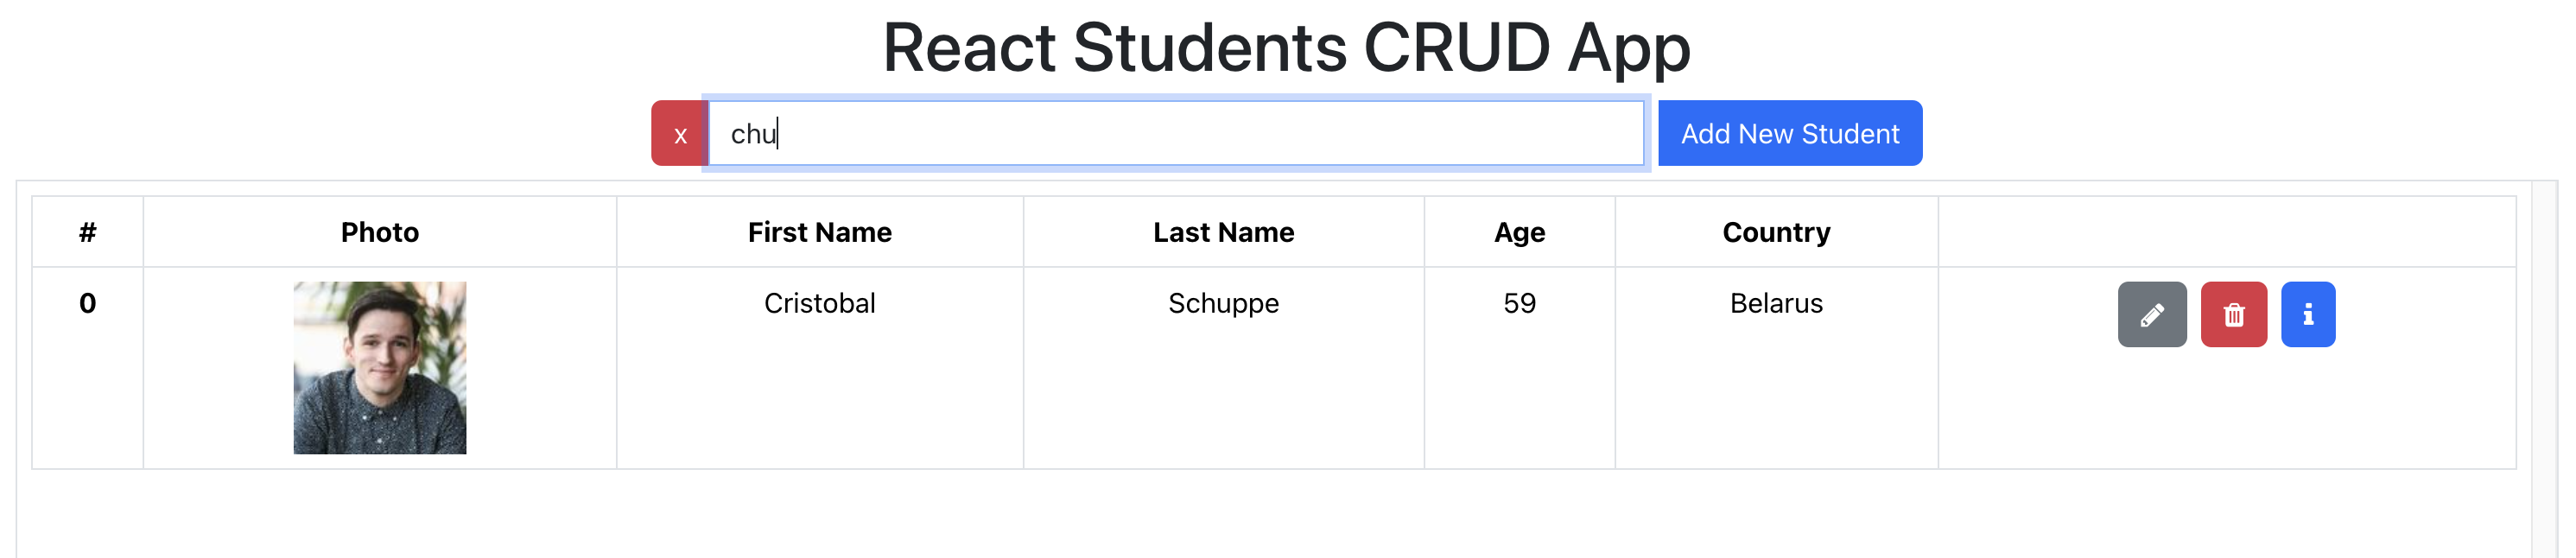 React Students CRUD App
x chu Add New Student
# Photo First Name Last Name Age Country
0 Cristobal Schuppe 59 Belarus